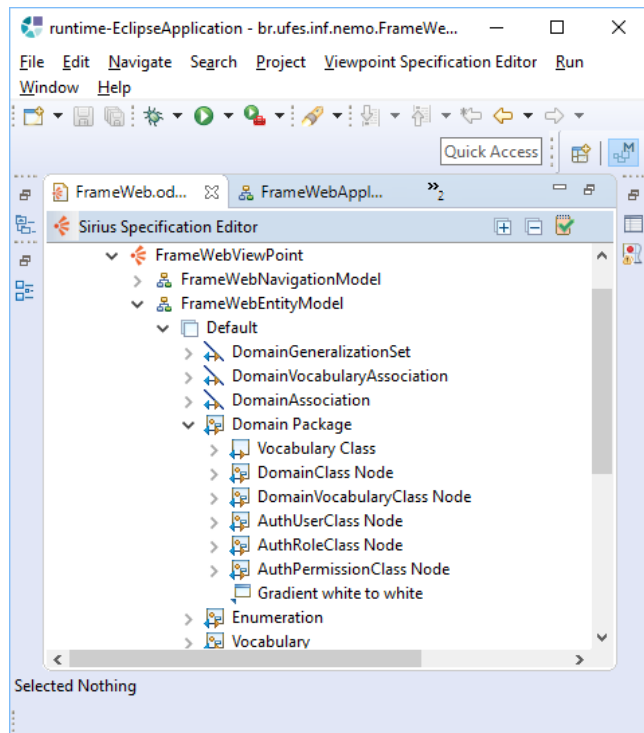 runtime-EclipseApplication - br.ufes.inf.nemo.FrameWe...
File Edit Navigate Search Project Viewpoint Specification Editor Run
Window Help
Quick Access
FrameWeb.od... FrameWebAppl... »2
Sirius Specification Editor
FrameWebViewPoint
FrameWebNavigationModel
FrameWebEntityModel
Default
DomainGeneralizationSet
DomainVocabularyAssociation
DomainAssociation
Domain Package
Vocabulary Class
DomainClass Node
DomainVocabularyClass Node
AuthUserClass Node
AuthRoleClass Node
AuthPermissionClass Node
Gradient white to white
Enumeration
Vocabulary
Selected Nothing